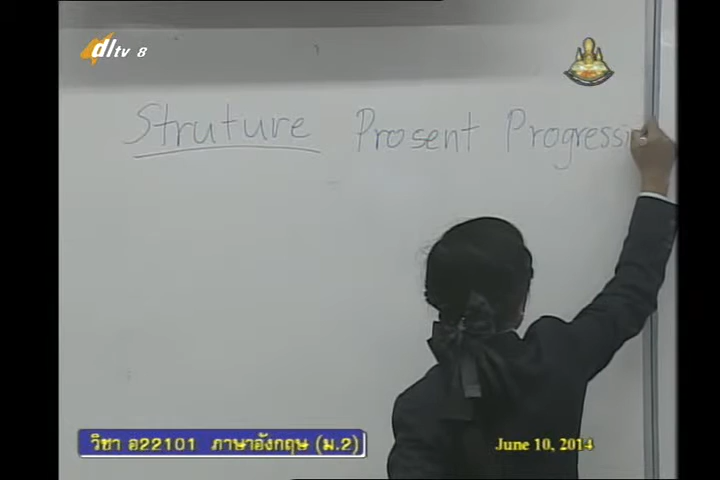 dltv 8
Struture Prosent Progressi
วิชา อ22101 ภาษาอังกฤษ (ม.2)
June 10, 2014